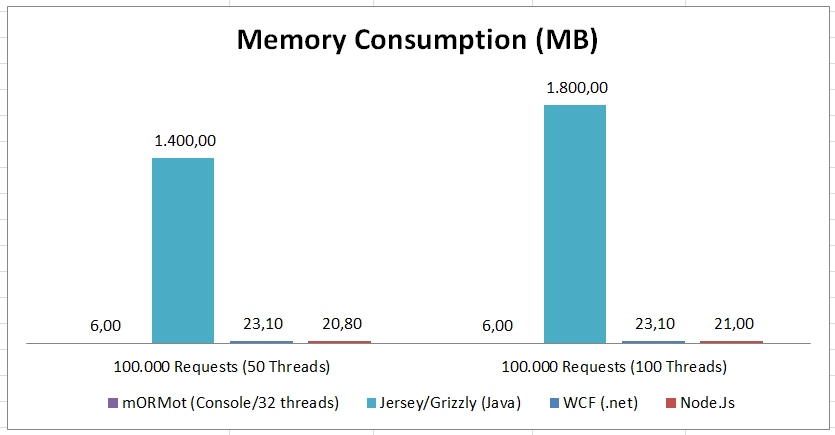 Memory Consumption (MB)
1.800,00
1.400,00
6,00 23,10 20,80 6,00 23,10 21,00
100.000 Requests (50 Threads) 100.000 Requests (100 Threads)
mORMot (Console/32 threads) Jersey/Grizzly (Java) WCF (.net) Node.Js